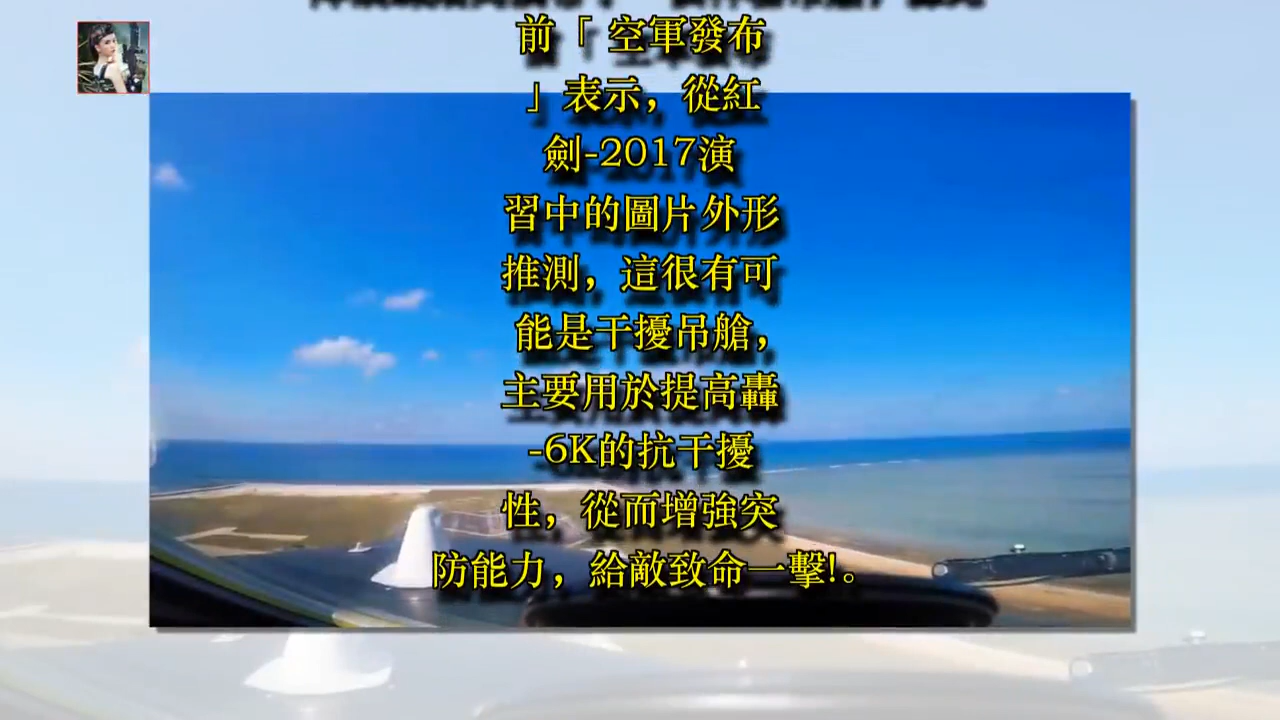 前「 空軍發布
」表示，從紅
劍-2017演
習中的圖片外形
推測，這很有可
能是干擾吊艙，
主要用於提高轟
-6K的抗干擾
性，從而增強突
防能力，給敵致命一擊!。